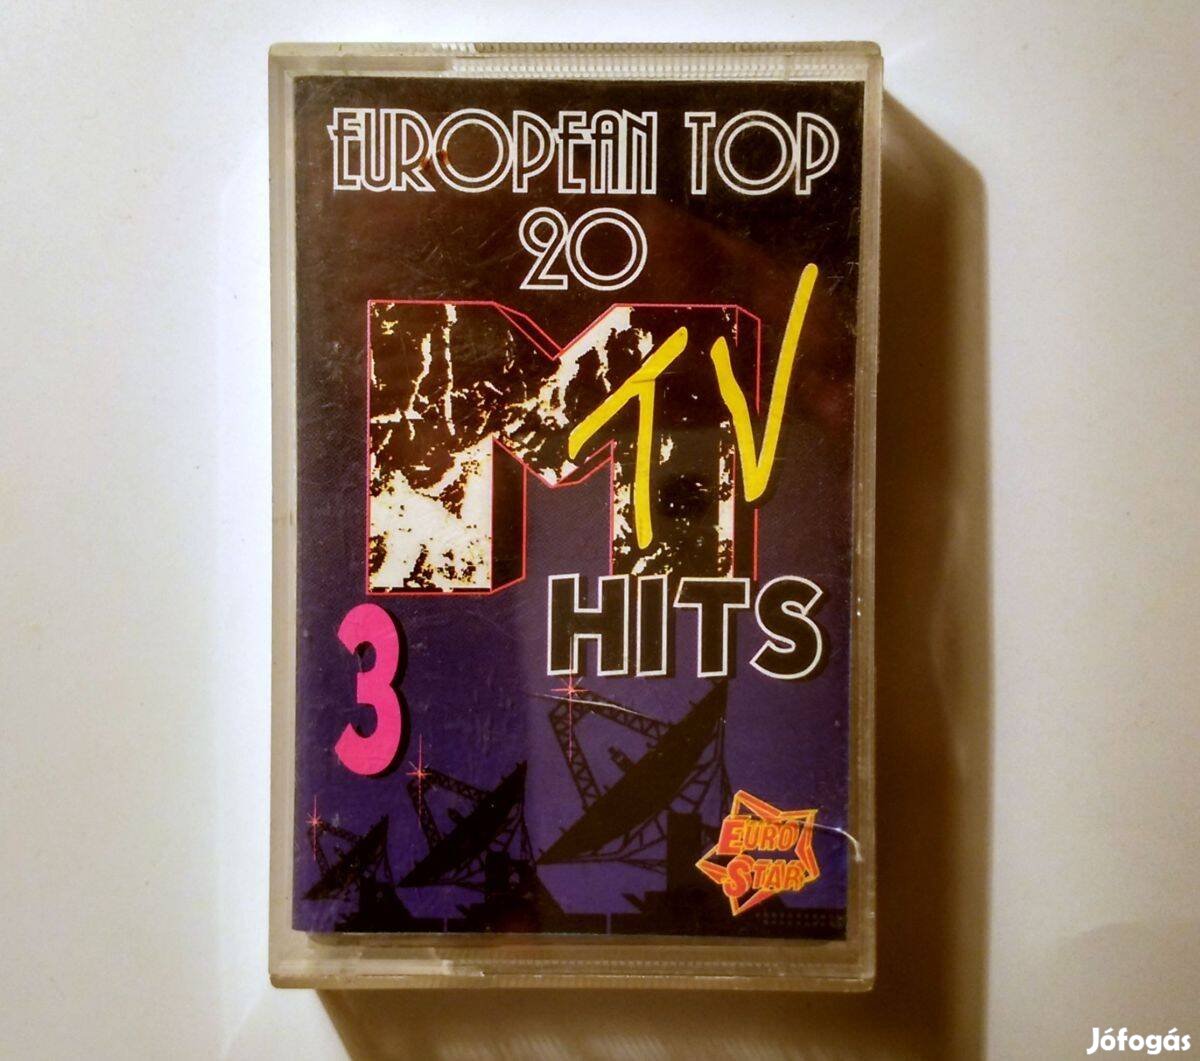 EUROPEAN TOP
20
MTV
HITS
3
EURO
STAR
Jófogás